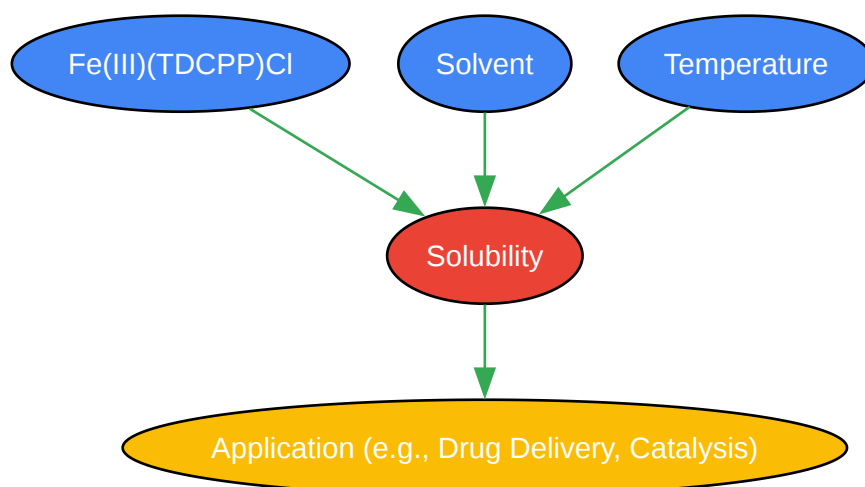 Fe(III)(TDCPP)Cl
Solvent
Temperature
Solubility
Application (e.g., Drug Delivery, Catalysis)